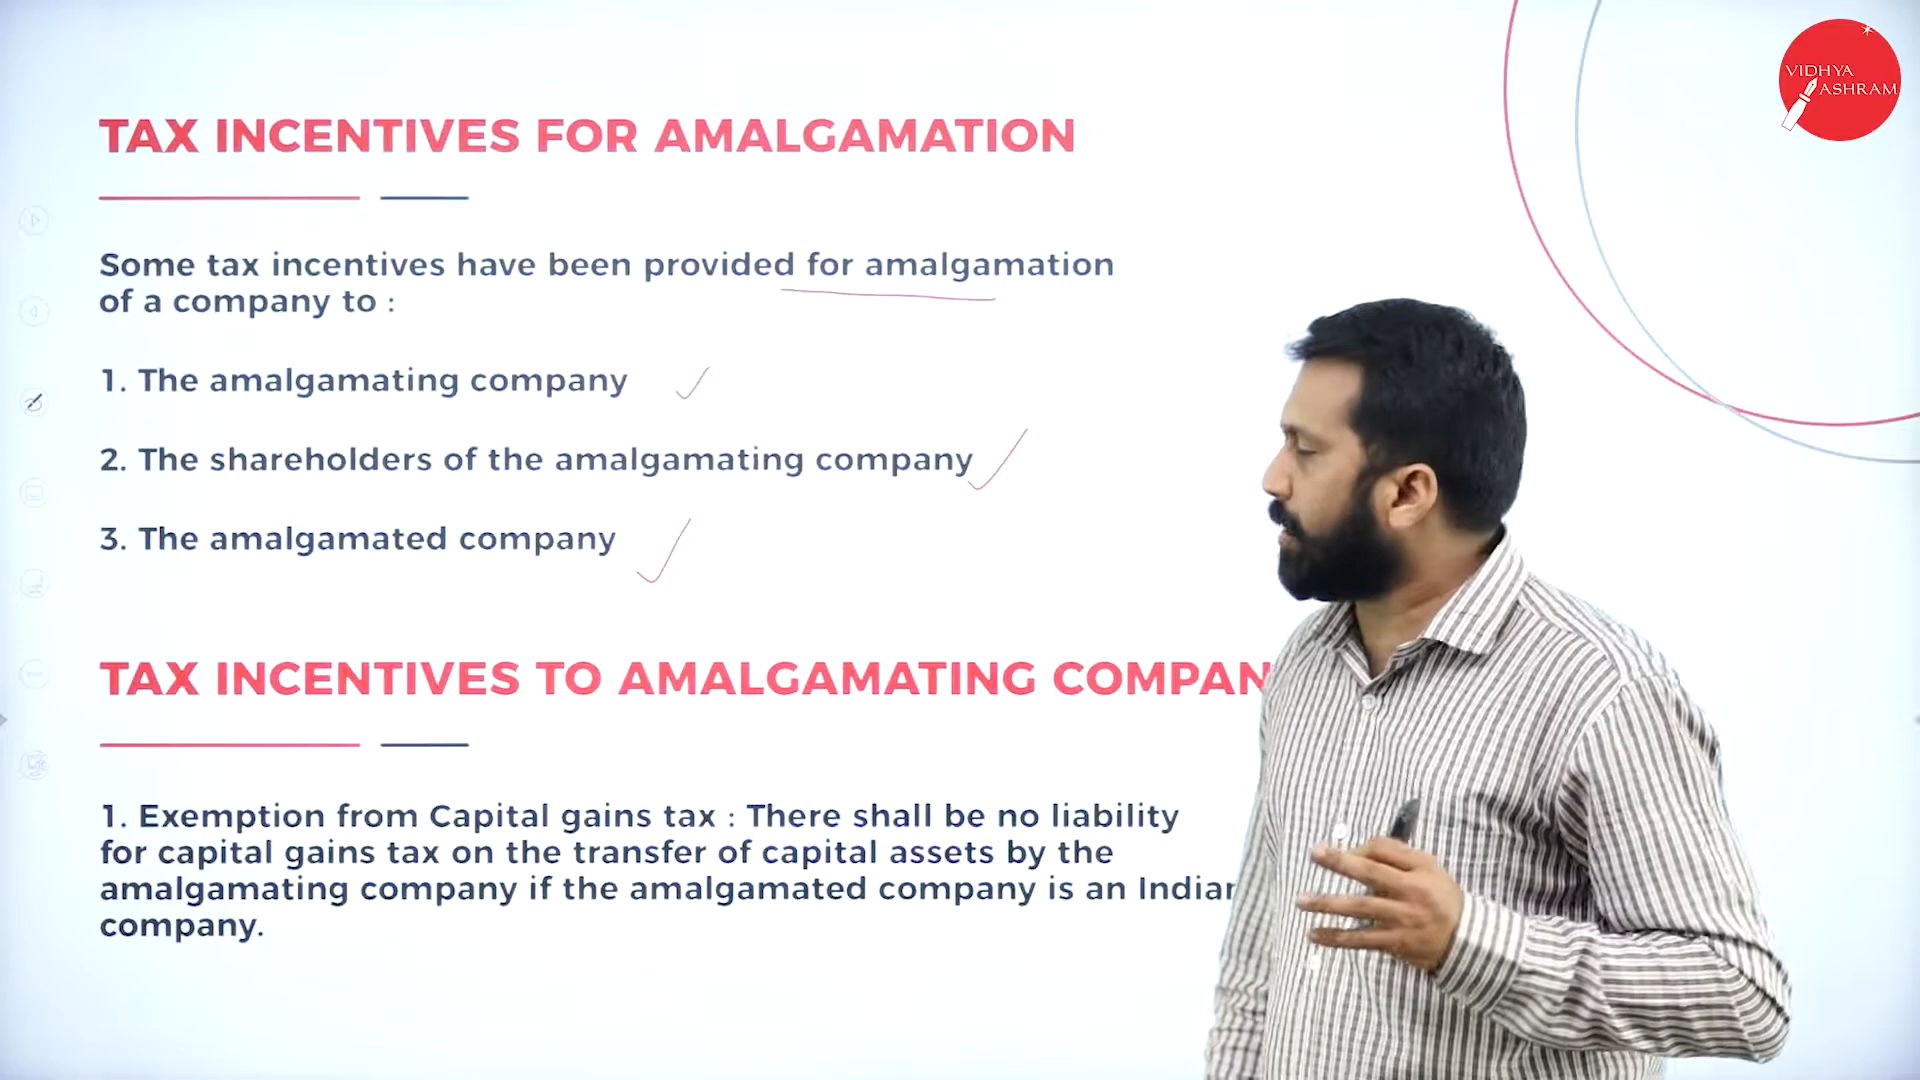 VIDHYA
ASHRAM
TAX INCENTIVES FOR AMALGAMATION
Some tax incentives have been provided for amalgamation
of a company to :
1. The amalgamating company
2. The shareholders of the amalgamating company
3. The amalgamated company
TAX INCENTIVES TO AMALGAMATING
1. Exemption from Capital gains tax : There shall be no liability
for capital gains tax on the transfer of capital assets by the
amalgamating company if the amalgamated company is an
company.